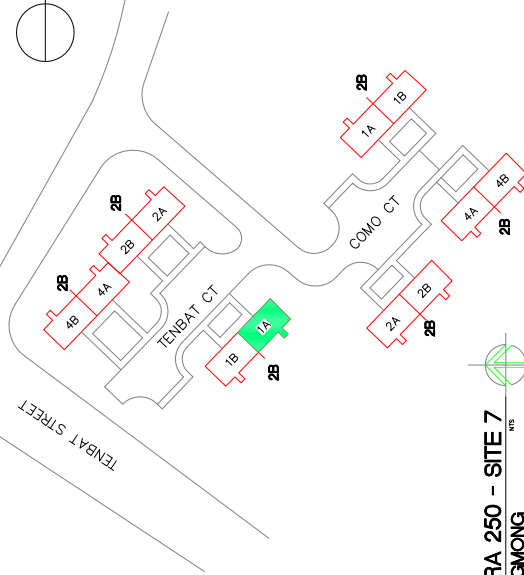 2B
1B
1A
2B
2A
2B
4B
4A
COMO CT
2B
2B
4A
4B
2B
TENBAT CT
2B
2A
2B
1A
1B
2B
TENBAT STREET
RA 250 - SITE 7
NTS
GMONG